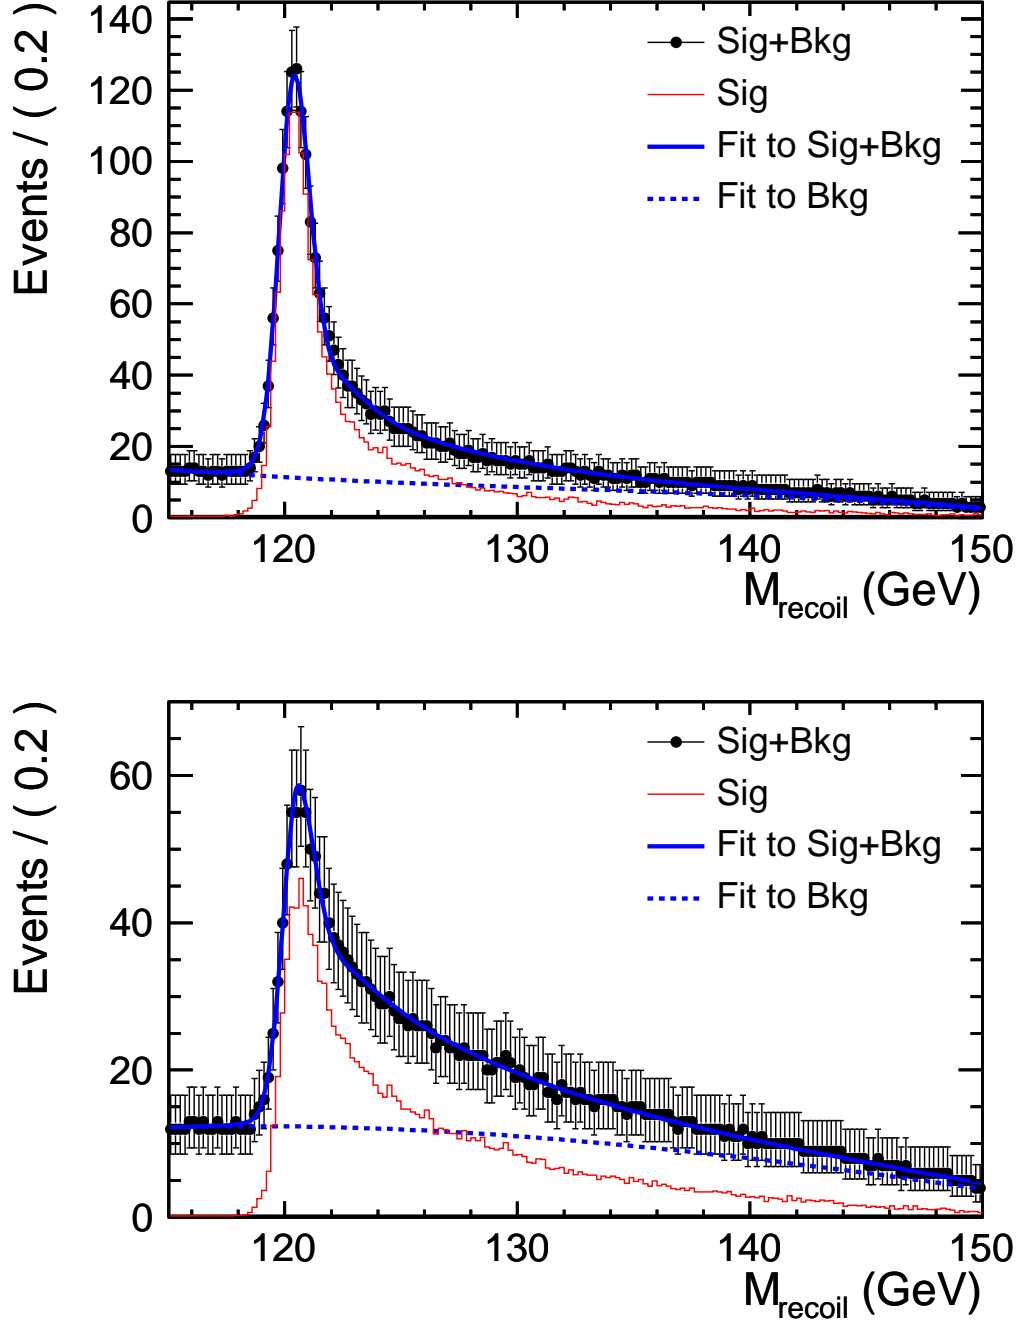 Events / ( 0.2 )
140
120
100
80
60
40
20
0
Sig+Bkg
Sig
Fit to Sig+Bkg
Fit to Bkg
120 130 140 150
M_recoil (GeV)
Events / ( 0.2 )
60
40
20
0
Sig+Bkg
Sig
Fit to Sig+Bkg
Fit to Bkg
120 130 140 150
M_recoil (GeV)